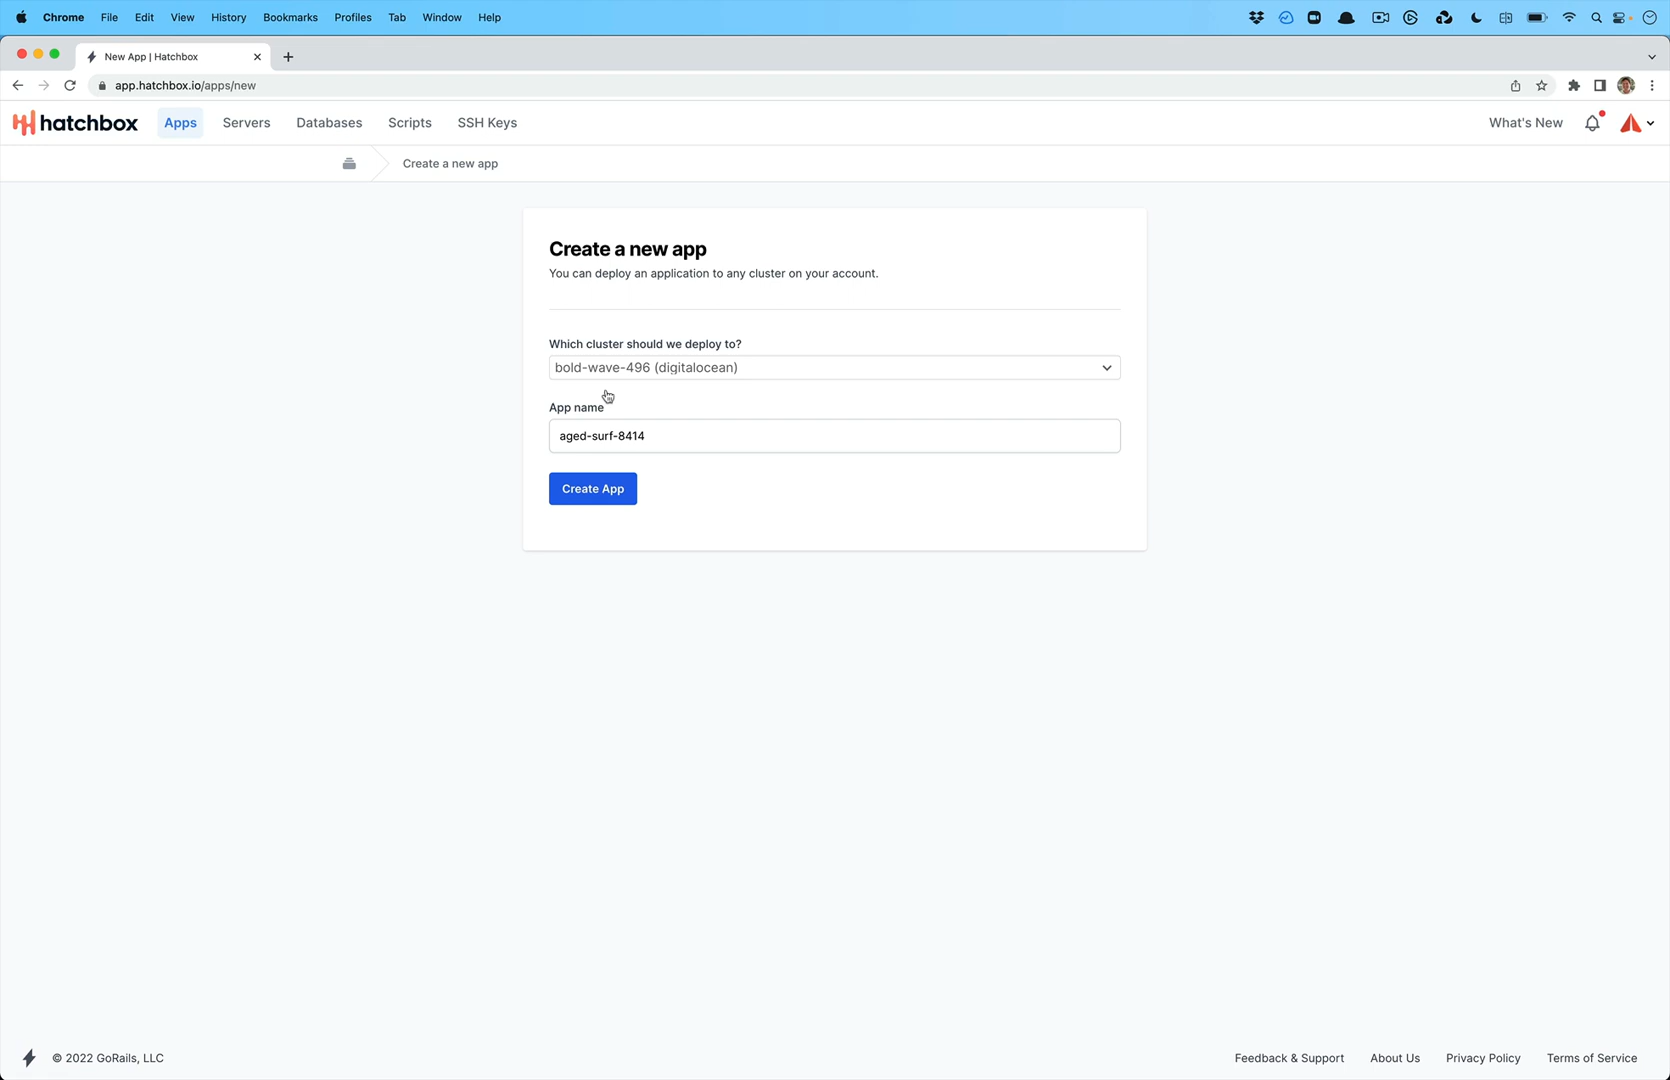 Chrome File Edit View History Bookmarks Profiles Tab Window Help
New App | Hatchbox
app.hatchbox.io/apps/new
hatchbox Apps Servers Databases Scripts SSH Keys What's New
Create a new app
Create a new app
You can deploy an application to any cluster on your account.
Which cluster should we deploy to?
bold-wave-496 (digitalocean)
App name
aged-surf-8414
Create App
© 2022 GoRails, LLC Feedback & Support About Us Privacy Policy Terms of Service